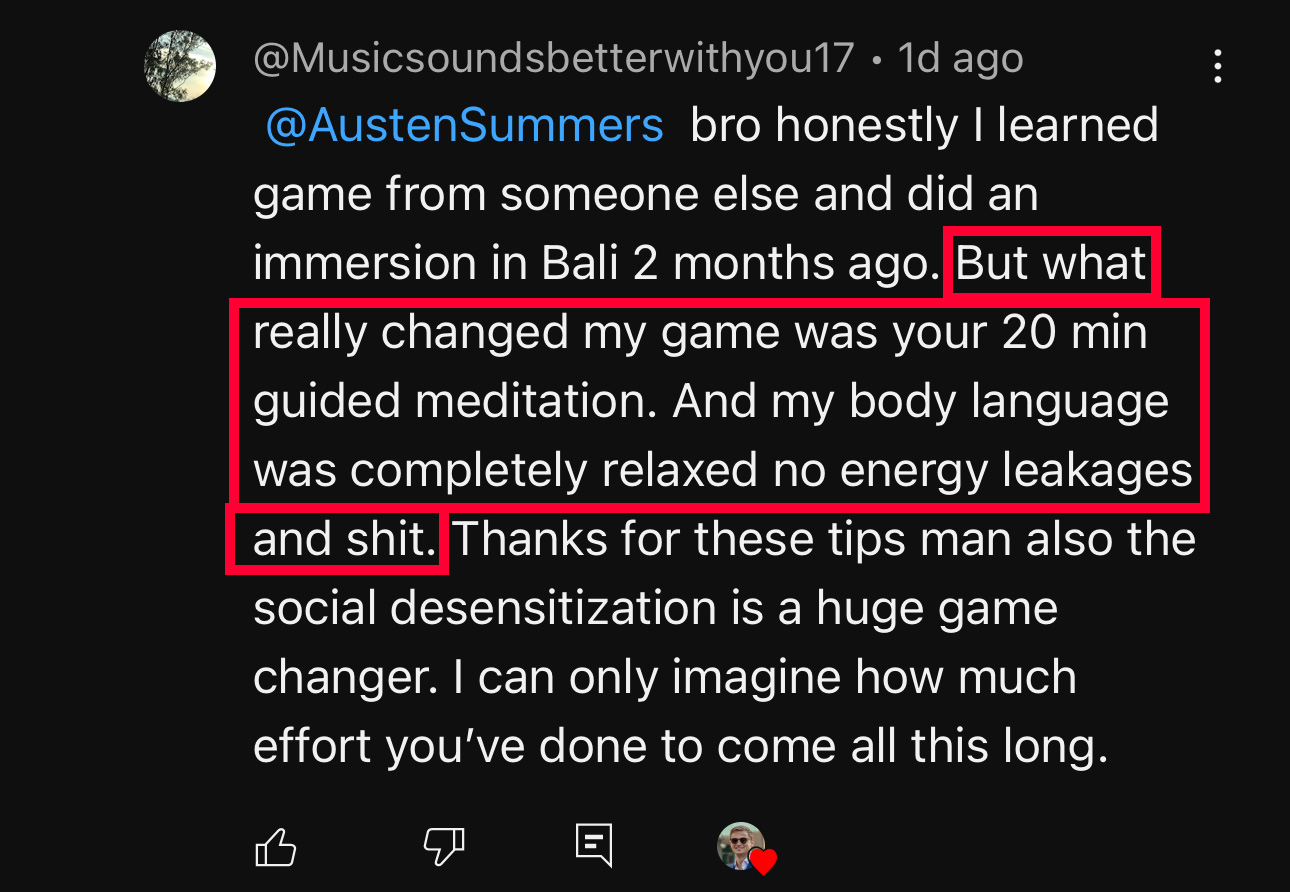 @Musicsoundsbetterwithyou17 • 1d ago
@AustenSummers bro honestly I learned
game from someone else and did an
immersion in Bali 2 months ago. But what
really changed my game was your 20 min
guided meditation. And my body language
was completely relaxed no energy leakages
and shit. Thanks for these tips man also the
social desensitization is a huge game
changer. I can only imagine how much
effort you’ve done to come all this long.